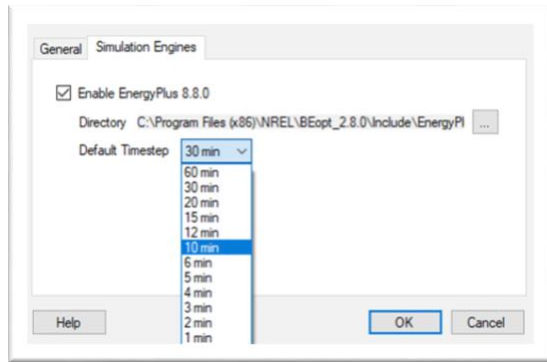 General Simulation Engines
Enable EnergyPlus 8.8.0
Directory C:\Program Files (x86)\NREL\BEopt_2.8.0\Include\EnergyPl ...
Default Timestep 30 min
60 min
30 min
20 min
15 min
12 min
10 min
6 min
5 min
4 min
3 min
2 min
1 min
Help OK Cancel